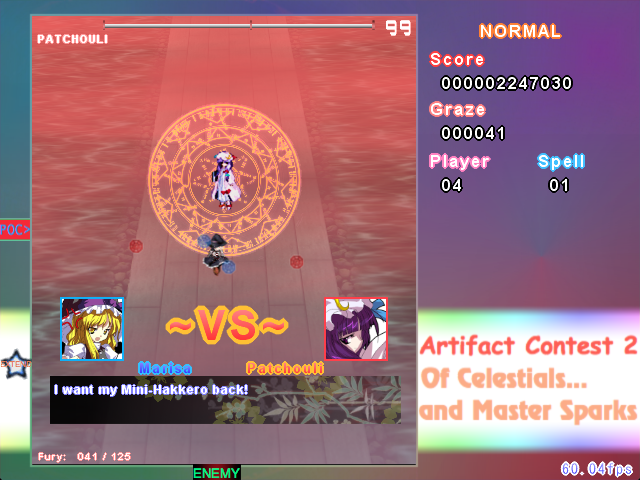 PATCHOULI
99
NORMAL
Score
000002247030
Graze
000041
Player
Spell
04
01
POC>
~VS~
Marisa
Patchouli
I want my Mini-Hakkero back!
Artifact Contest 2
Of Celestials...
and Master Sparks
Fury: 041 / 125
ENEMY
60.04fps